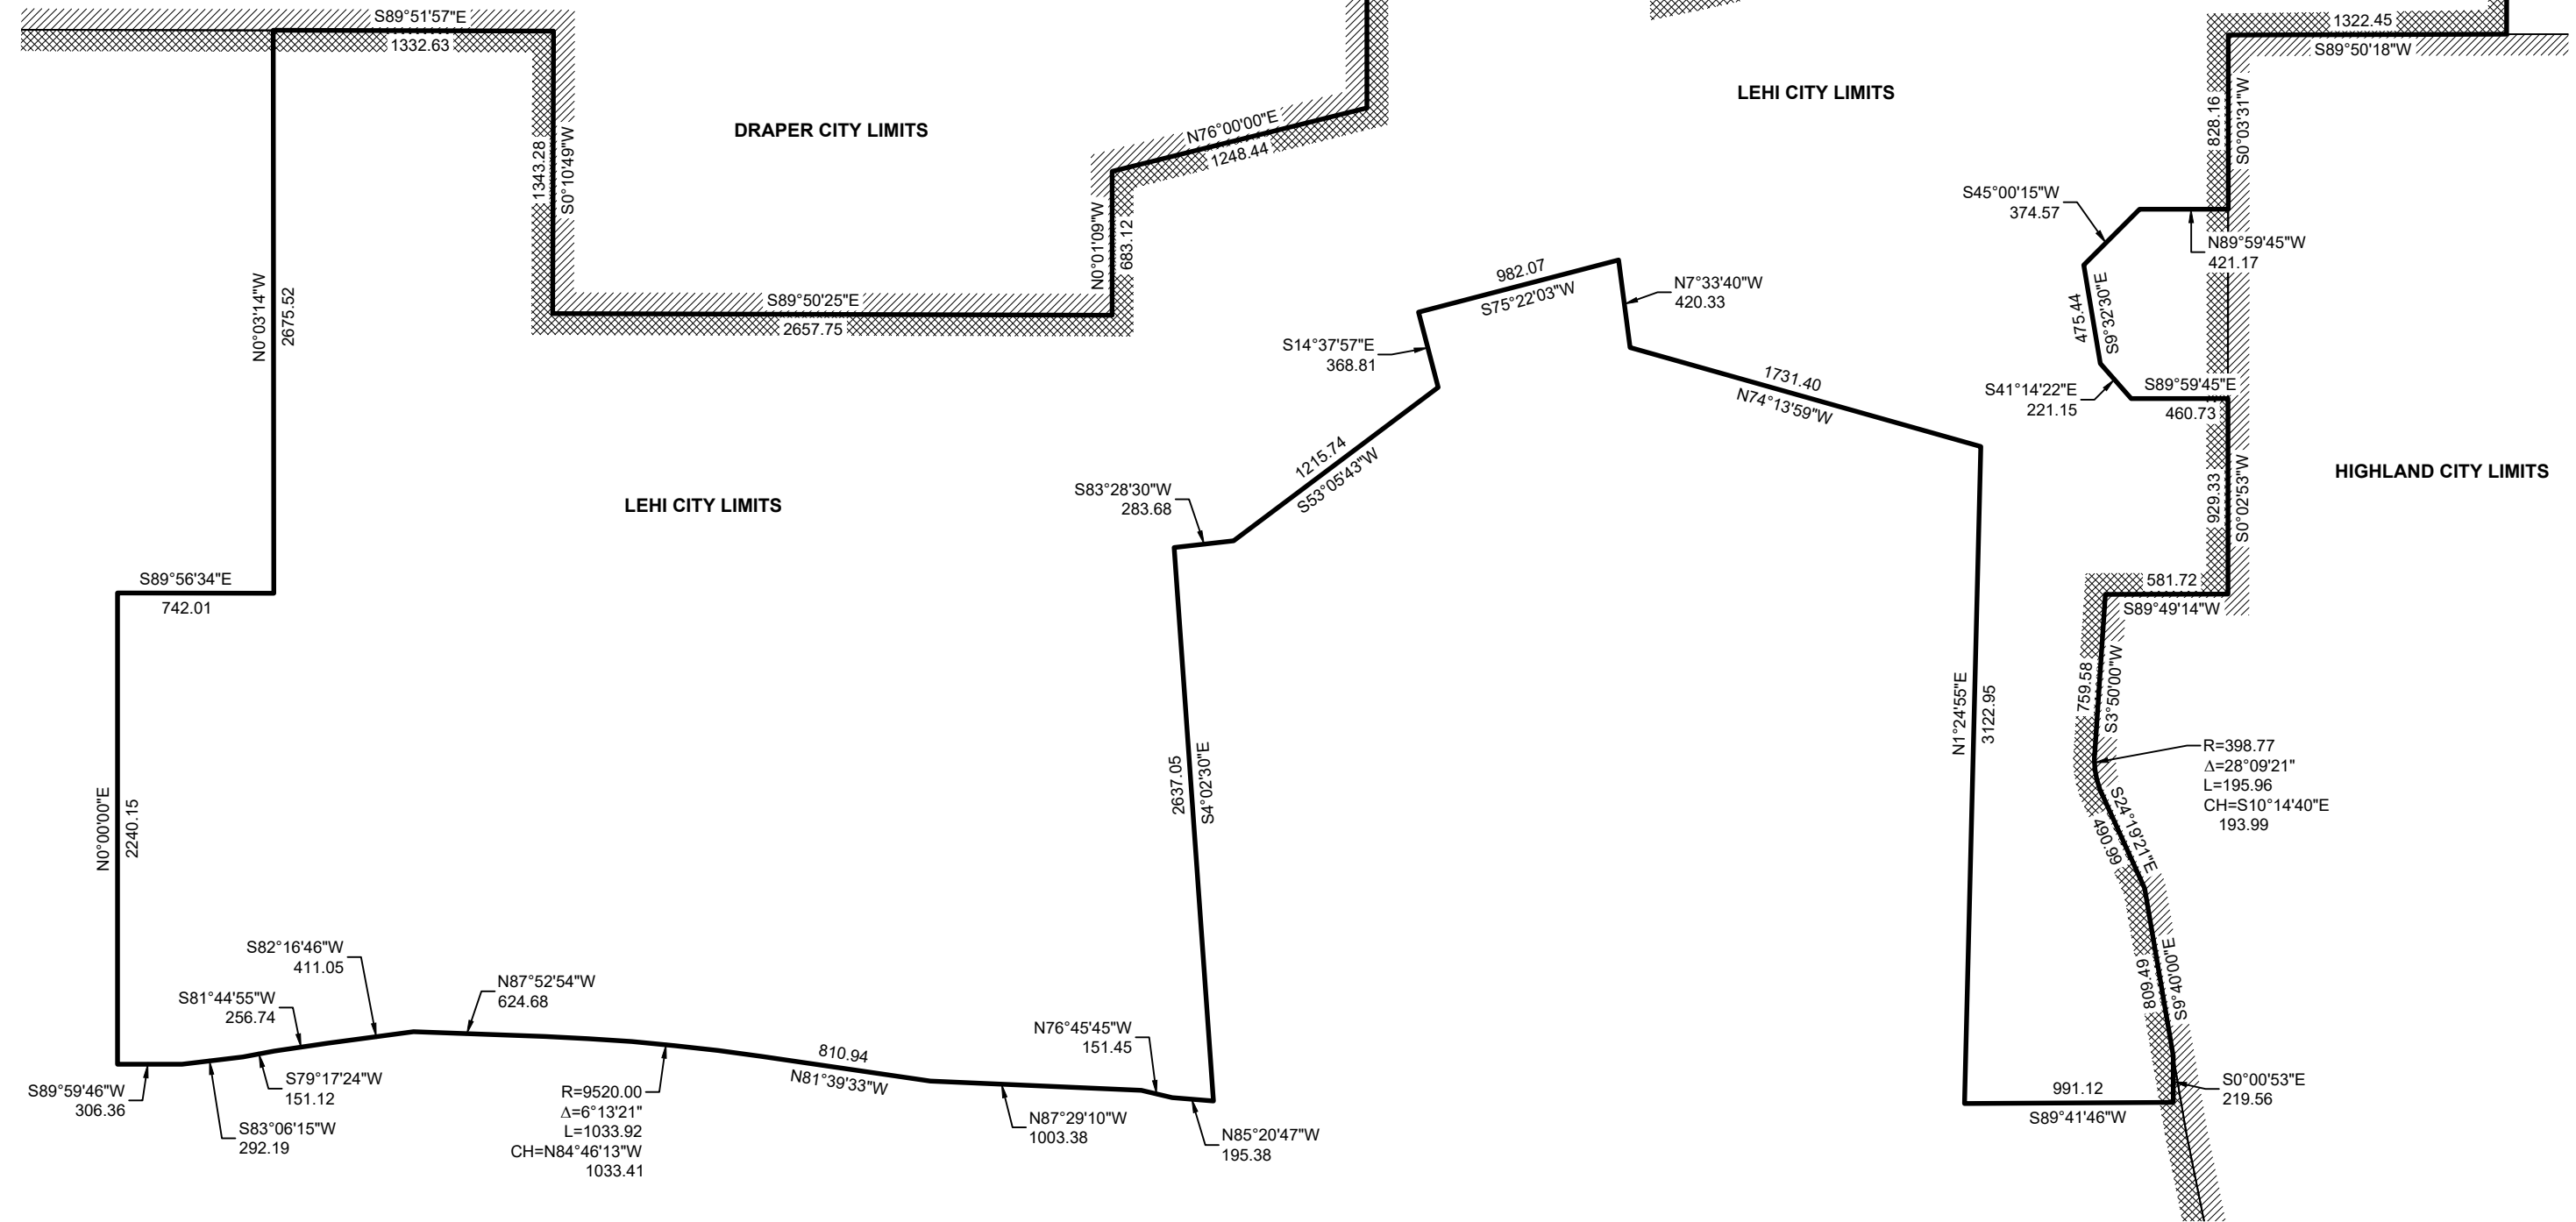 S89°51'57"E
1332.63
1322.45
S89°50'18"W
LEHI CITY LIMITS
DRAPER CITY LIMITS
N76°00'00"E
1248.44
1343.28
S0°10'49"W
828.16
S0°03'31"W
S45°00'15"W
374.57
N0°01'09"W
683.12
N89°59'45"W
421.17
N0°03'14"W
2675.52
S89°50'25"E
2657.75
982.07
S75°22'03"W
N7°33'40"W
420.33
475.44
S9°32'30"E
S14°37'57"E
368.81
1731.40
N74°13'59"W
S41°14'22"E
221.15
S89°59'45"E
460.73
1215.74
S53°05'43"W
HIGHLAND CITY LIMITS
S83°28'30"W
283.68
LEHI CITY LIMITS
929.33
S0°02'53"W
S89°56'34"E
742.01
581.72
S89°49'14"W
759.58
S3°50'00"W
N1°24'55"E
3122.95
R=398.77
Δ=28°09'21"
L=195.96
CH=S10°14'40"E
193.99
2637.05
S4°02'30"E
N0°00'00"E
2240.15
S24°19'21"E
490.99
S82°16'46"W
411.05
N87°52'54"W
624.68
809.49
S9°40'00"E
S81°44'55"W
256.74
N76°45'45"W
151.45
810.94
N81°39'33"W
S89°59'46"W
306.36
S79°17'24"W
151.12
S83°06'15"W
292.19
R=9520.00
Δ=6°13'21"
L=1033.92
CH=N84°46'13"W
1033.41
N87°29'10"W
1003.38
N85°20'47"W
195.38
991.12
S89°41'46"W
S0°00'53"E
219.56